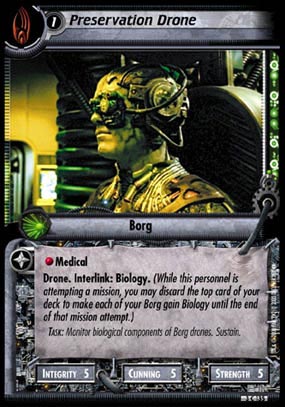 1 Preservation Drone
Borg
Medical
Drone. Interlink: Biology. (While this personnel is
attempting a mission, you may discard the top card of your
deck to make each of your Borg gain Biology until the end
of that mission attempt.)
TASK: Monitor biological components of Borg drones. Sustain.
INTEGRITY 5 CUNNING 5 STRENGTH 5